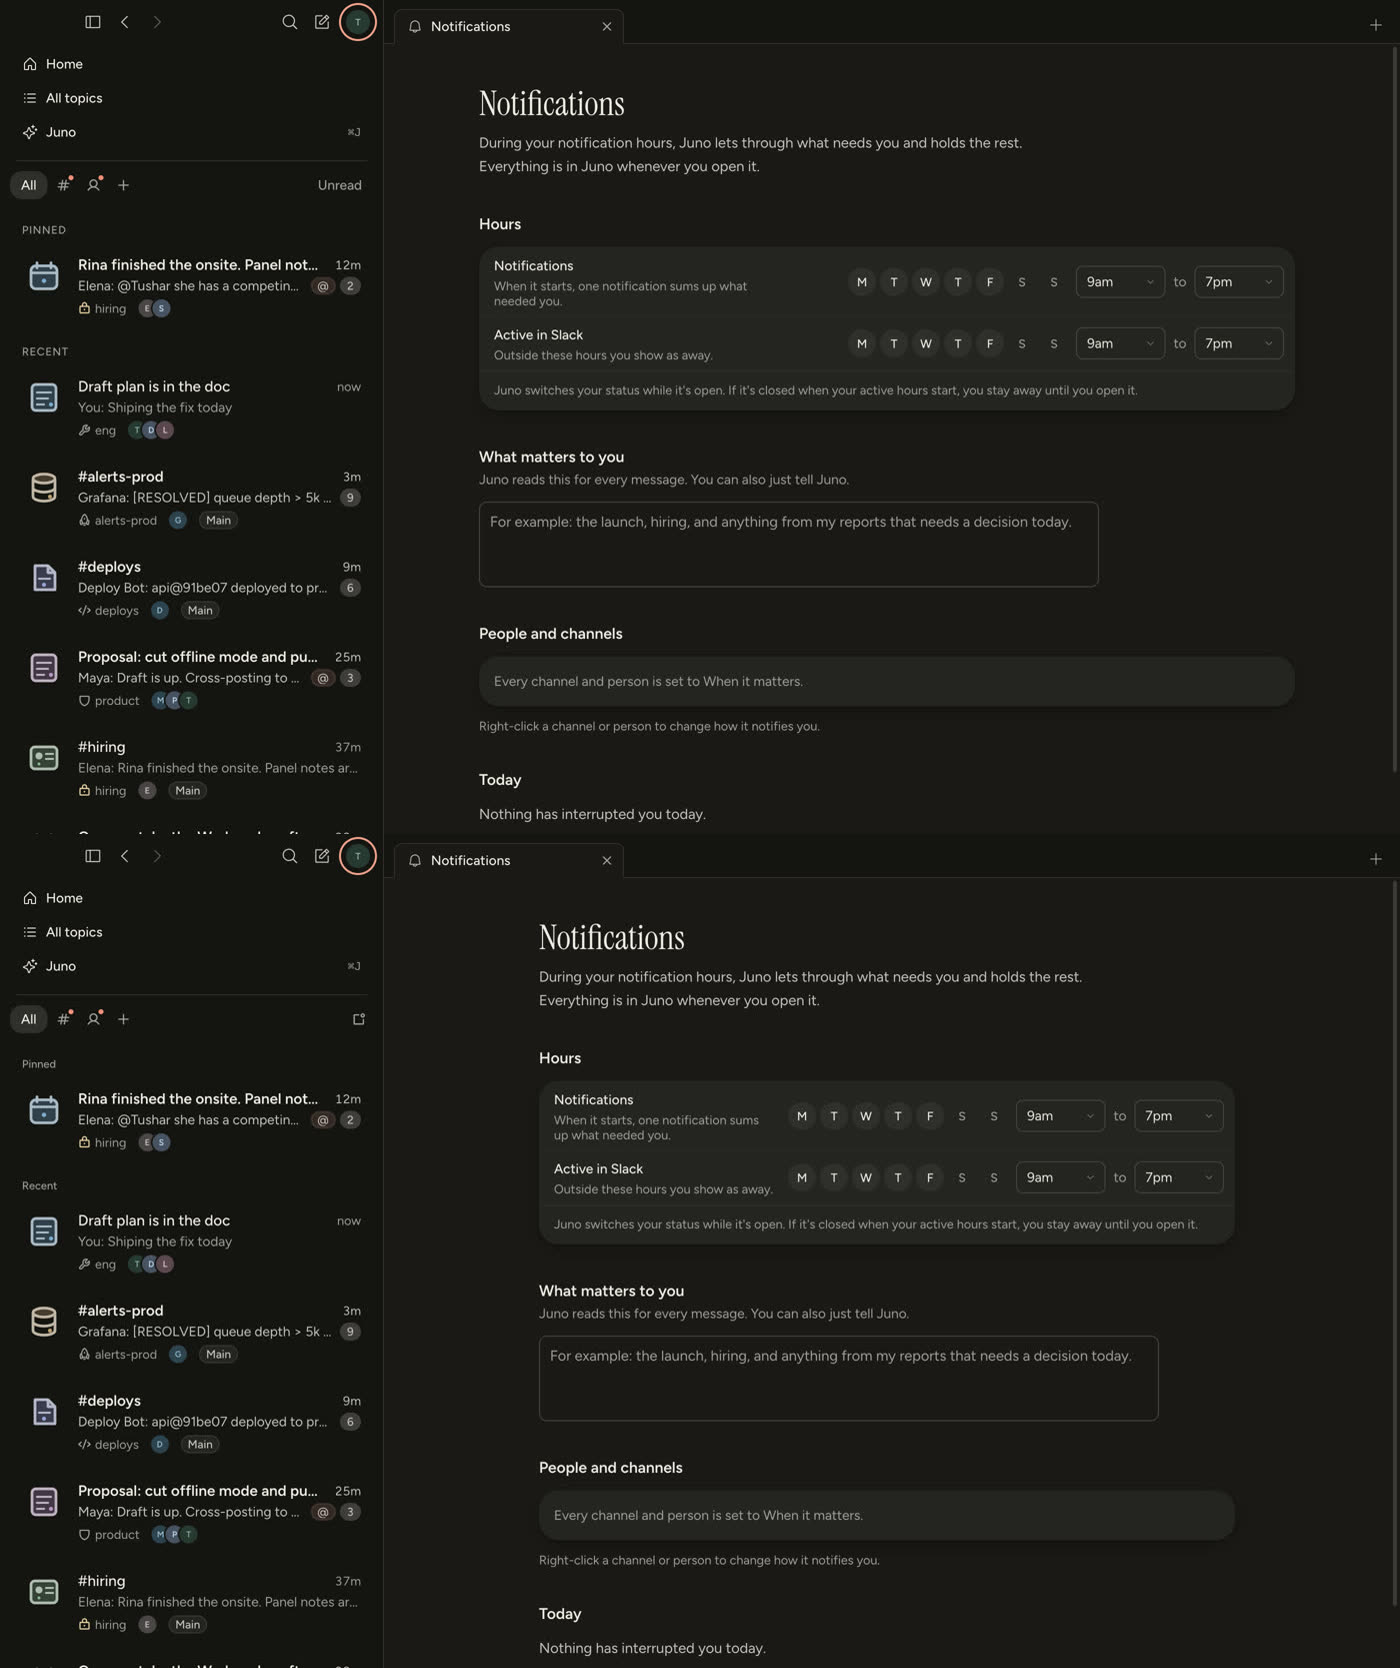 T
Notifications
Home
All topics
Juno
⌘J
All
Unread
PINNED
Rina finished the onsite. Panel not... 12m
Elena: @Tushar she has a competin... @ 2
hiring E S
RECENT
Draft plan is in the doc now
You: Shiping the fix today
eng T D L
#alerts-prod 3m
Grafana: [RESOLVED] queue depth > 5k ... 9
alerts-prod G Main
#deploys 9m
Deploy Bot: api@91be07 deployed to pr... 6
deploys D Main
Proposal: cut offline mode and pu... 25m
Maya: Draft is up. Cross-posting to ... @ 3
product M P T
#hiring 37m
Elena: Rina finished the onsite. Panel notes ar...
hiring E Main
Notifications
During your notification hours, Juno lets through what needs you and holds the rest.
Everything is in Juno whenever you open it.
Hours
Notifications
When it starts, one notification sums up what
needed you.
M T W T F S S 9am to 7pm
Active in Slack
Outside these hours you show as away.
M T W T F S S 9am to 7pm
Juno switches your status while it's open. If it's closed when your active hours start, you stay away until you open it.
What matters to you
Juno reads this for every message. You can also just tell Juno.
For example: the launch, hiring, and anything from my reports that needs a decision today.
People and channels
Every channel and person is set to When it matters.
Right-click a channel or person to change how it notifies you.
Today
Nothing has interrupted you today.
T
Notifications
Home
All topics
Juno
⌘J
All
Pinned
Rina finished the onsite. Panel not... 12m
Elena: @Tushar she has a competin... @ 2
hiring E S
Recent
Draft plan is in the doc now
You: Shiping the fix today
eng T D L
#alerts-prod 3m
Grafana: [RESOLVED] queue depth > 5k ... 9
alerts-prod G Main
#deploys 9m
Deploy Bot: api@91be07 deployed to pr... 6
deploys D Main
Proposal: cut offline mode and pu... 25m
Maya: Draft is up. Cross-posting to ... @ 3
product M P T
#hiring 37m
Elena: Rina finished the onsite. Panel notes ar...
hiring E Main
Notifications
During your notification hours, Juno lets through what needs you and holds the rest.
Everything is in Juno whenever you open it.
Hours
Notifications
When it starts, one notification sums
up what needed you.
M T W T F S S 9am to 7pm
Active in Slack
Outside these hours you show as away.
M T W T F S S 9am to 7pm
Juno switches your status while it's open. If it's closed when your active hours start, you stay away until you open it.
What matters to you
Juno reads this for every message. You can also just tell Juno.
For example: the launch, hiring, and anything from my reports that needs a decision today.
People and channels
Every channel and person is set to When it matters.
Right-click a channel or person to change how it notifies you.
Today
Nothing has interrupted you today.